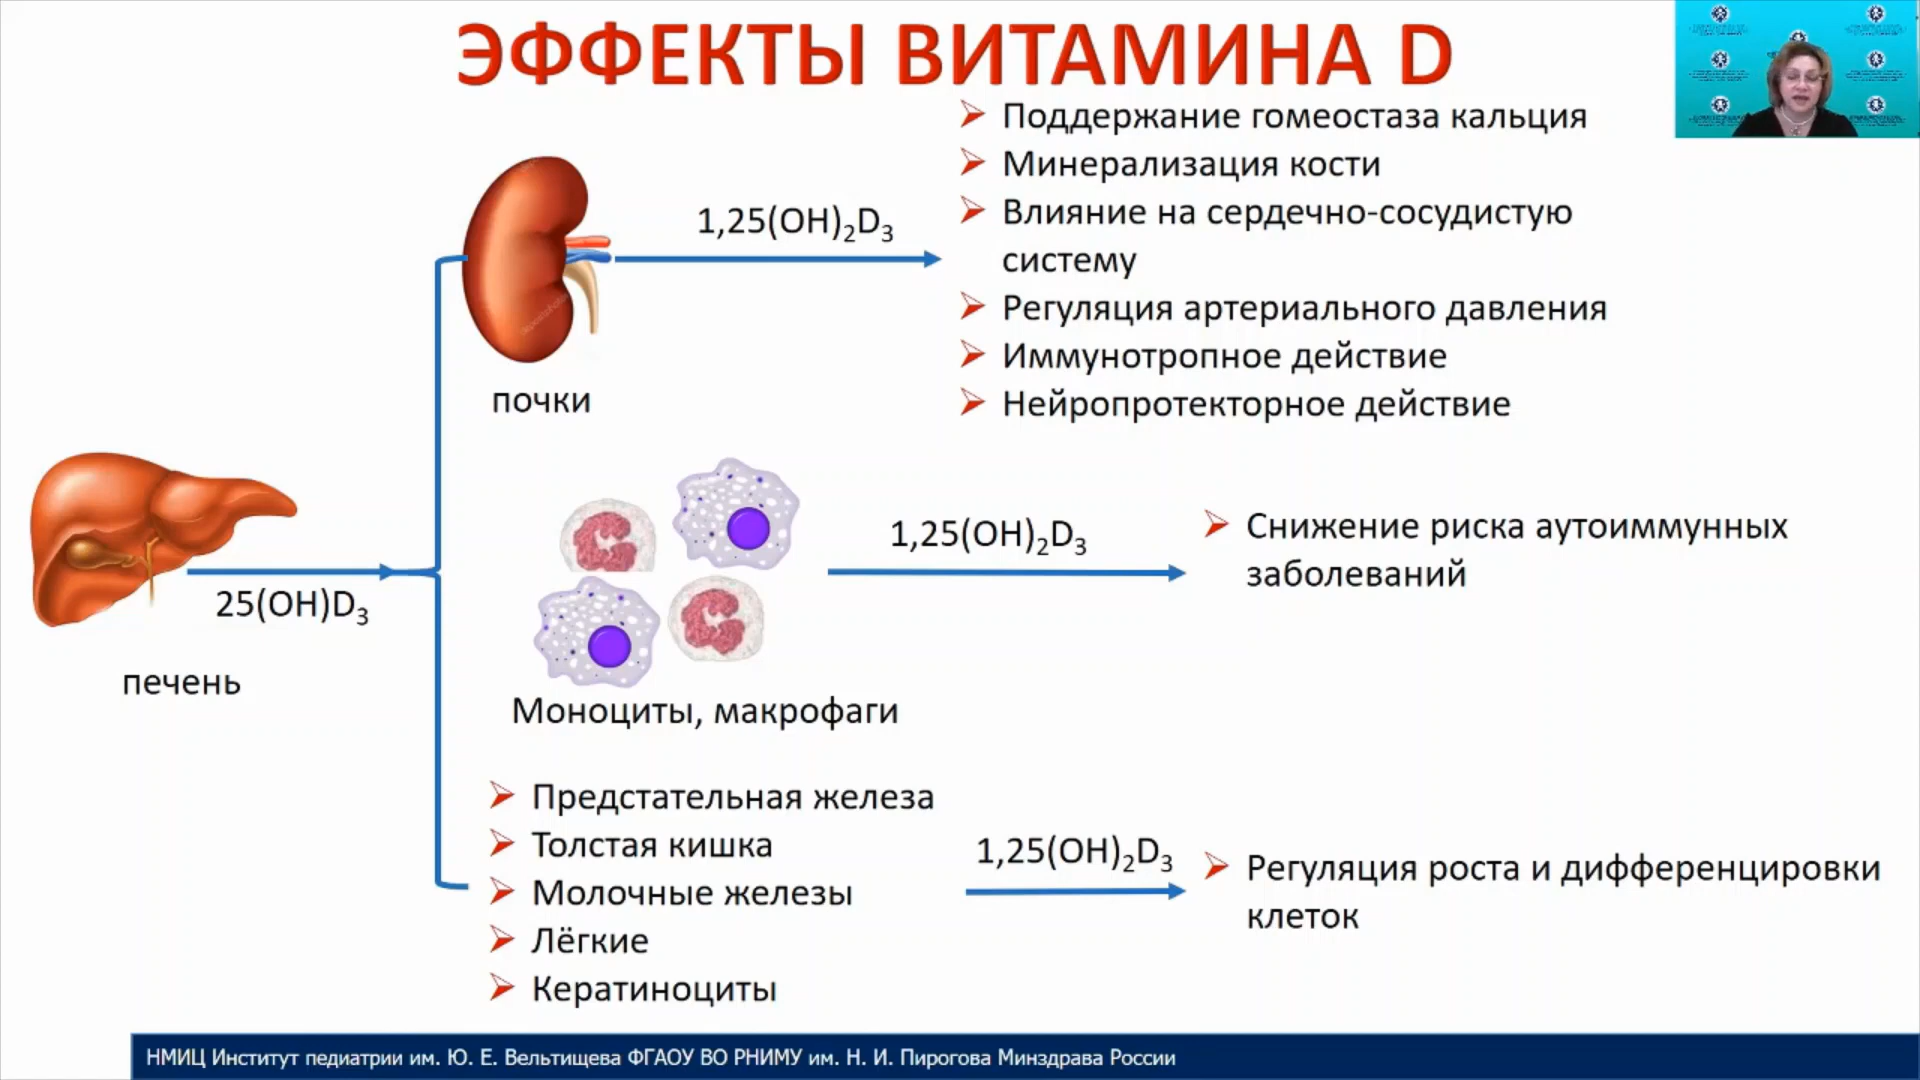 ЭФФЕКТЫ ВИТАМИНА D
Поддержание гомеостаза кальция
Минерализация кости
Влияние на сердечно-сосудистую
систему
Регуляция артериального давления
Иммунотропное действие
Нейропротекторное действие
1,25(OH)₂D₃
почки
25(OH)D₃
печень
Моноциты, макрофаги
1,25(OH)₂D₃
Снижение риска аутоиммунных
заболеваний
Предстательная железа
Толстая кишка
Молочные железы
Лёгкие
Кератиноциты
1,25(OH)₂D₃
Регуляция роста и дифференцировки
клеток
НМИЦ Институт педиатрии им. Ю. Е. Вельтищева ФГАОУ ВО РНИМУ им. Н. И. Пирогова Минздрава России